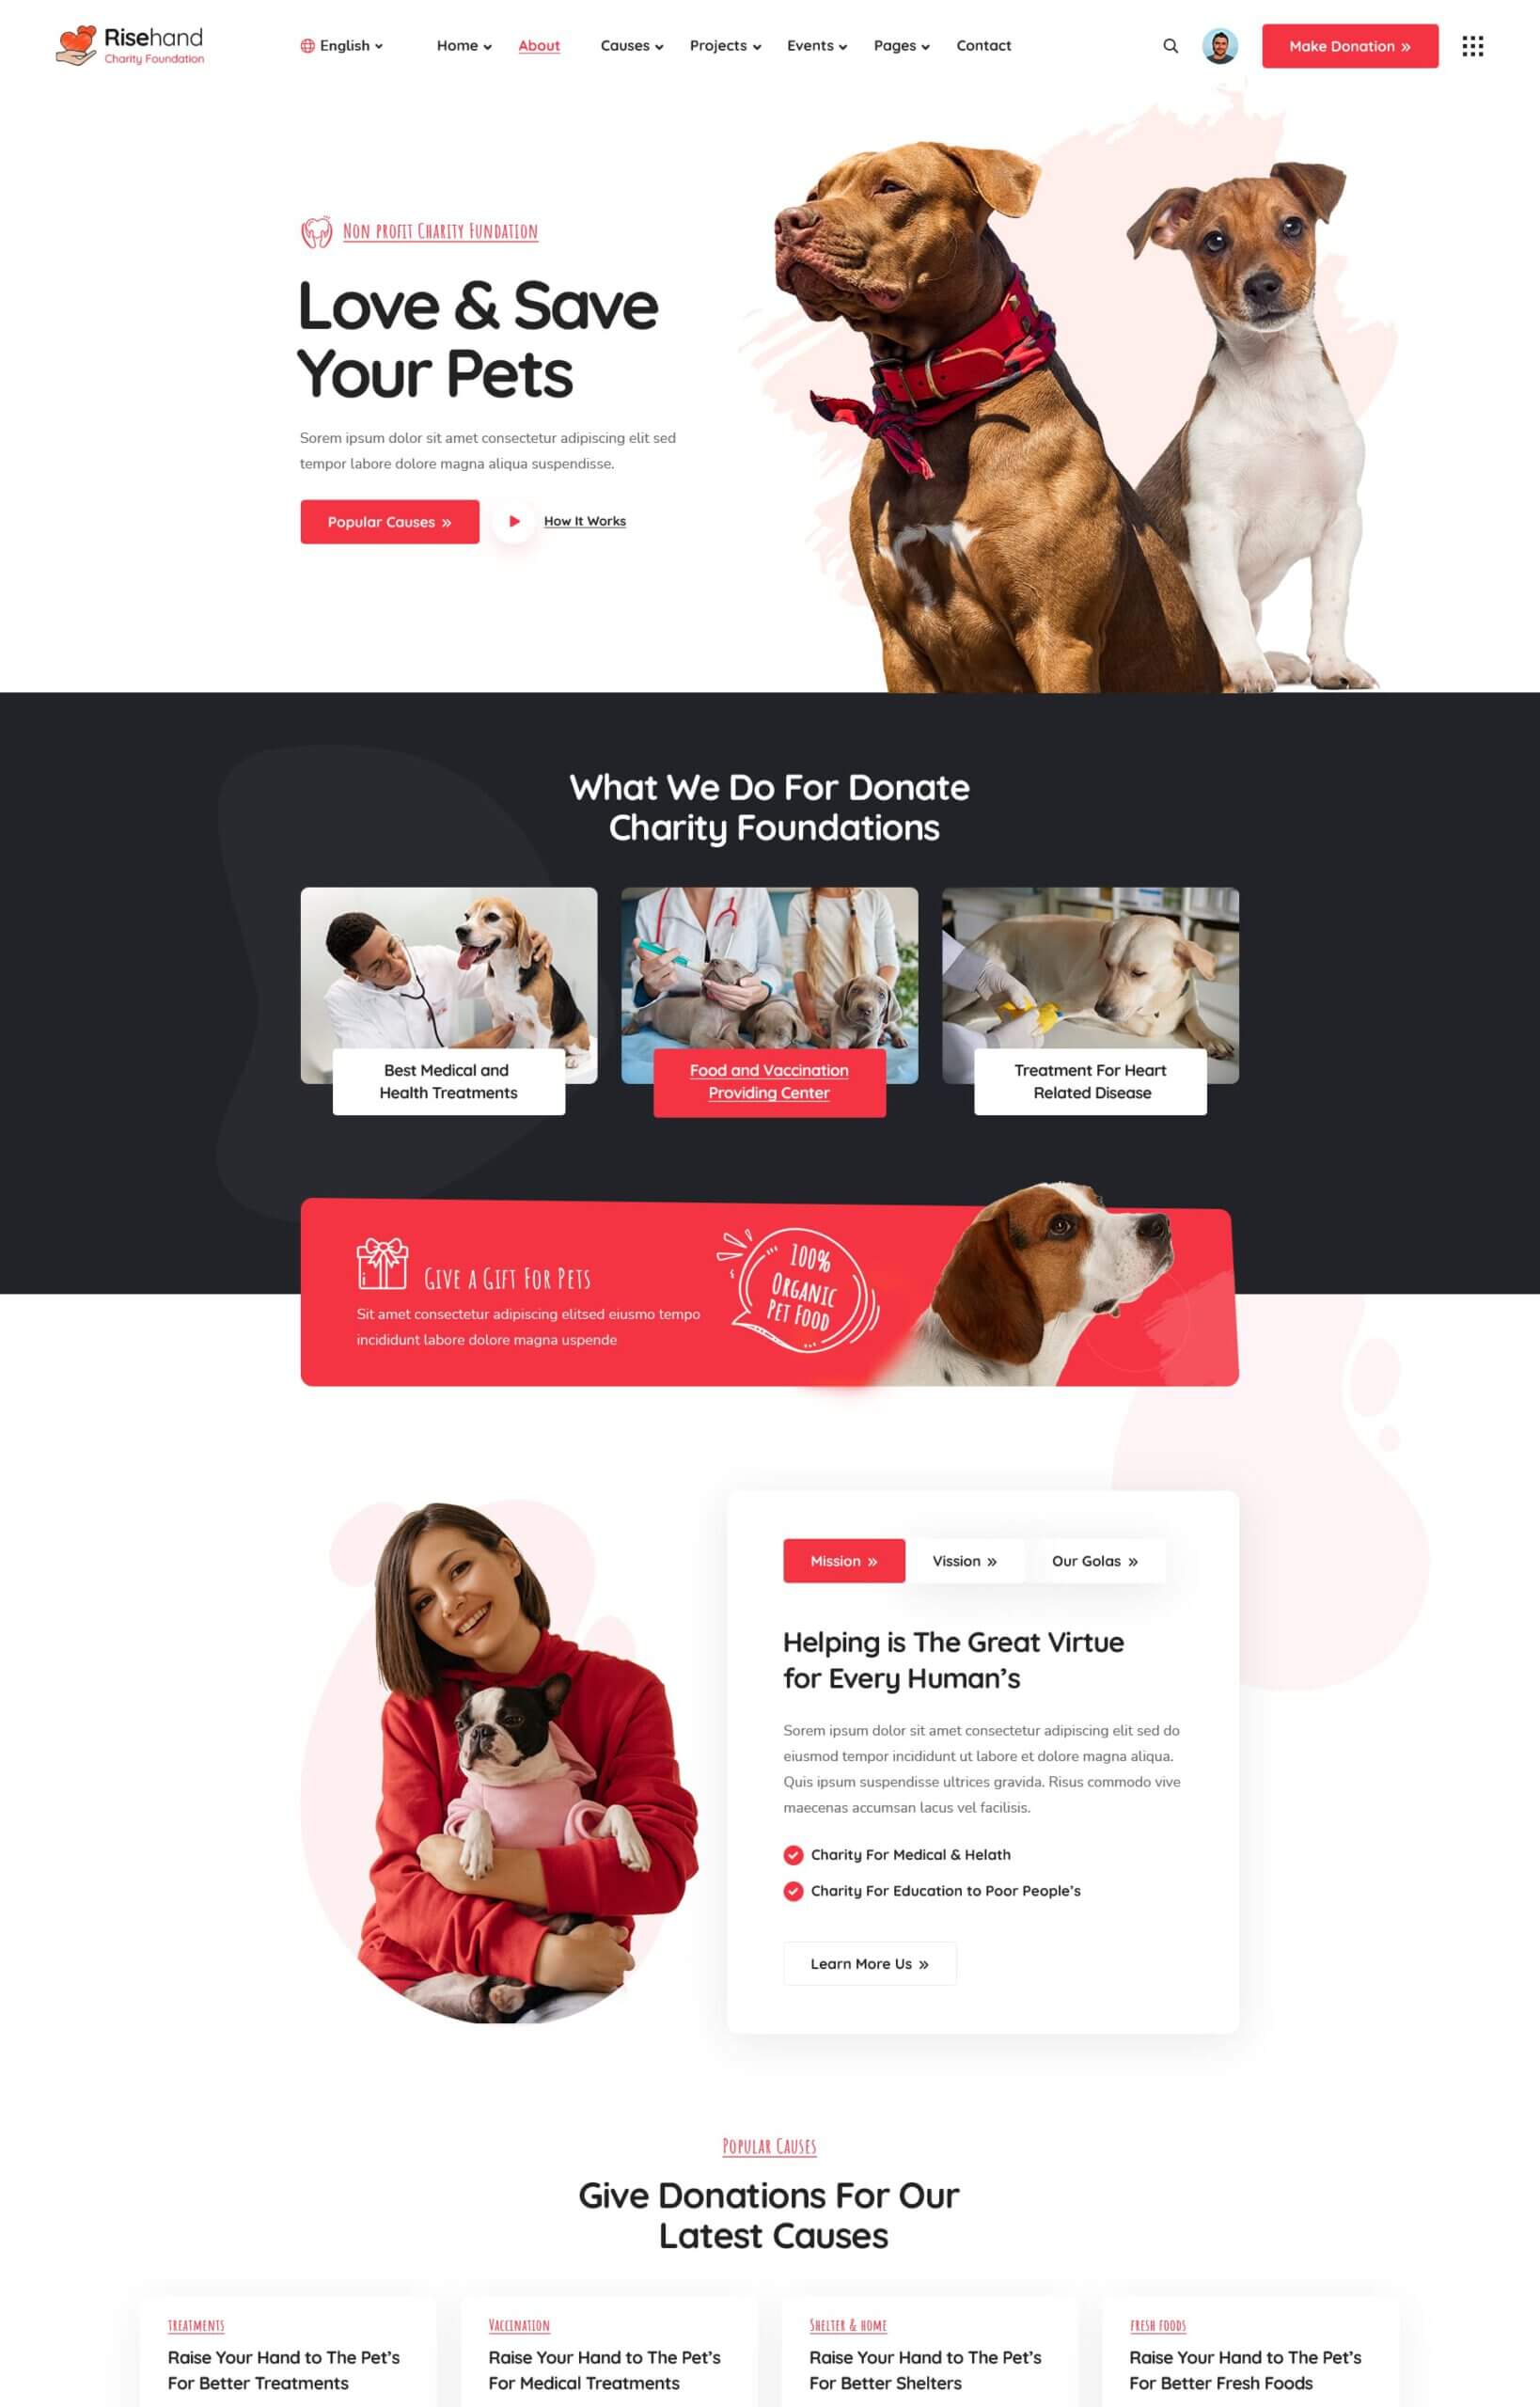 Risehand
Charity Foundation
English
Home
About
Causes
Projects
Events
Pages
Contact
Make Donation »
Non profit Charity Fundation
Love & Save
Your Pets
Sorem ipsum dolor sit amet consectetur adipiscing elit sed
tempor labore dolore magna aliqua suspendisse.
Popular Causes »
How It Works
What We Do For Donate
Charity Foundations
Best Medical and
Health Treatments
Food and Vaccination
Providing Center
Treatment For Heart
Related Disease
Give a Gift For Pets
Sit amet consectetur adipiscing elitsed eiusmo tempo
incididunt labore dolore magna uspende
100%
Organic
Pet Food
Mission »
Vission »
Our Golas »
Helping is The Great Virtue
for Every Human’s
Sorem ipsum dolor sit amet consectetur adipiscing elit sed do
eiusmod tempor incididunt ut labore et dolore magna aliqua.
Quis ipsum suspendisse ultrices gravida. Risus commodo vive
maecenas accumsan lacus vel facilisis.
Charity For Medical & Helath
Charity For Education to Poor People’s
Learn More Us »
Popular Causes
Give Donations For Our
Latest Causes
Treatments
Raise Your Hand to The Pet’s
For Better Treatments
Vaccination
Raise Your Hand to The Pet’s
For Medical Treatments
Shelter & Home
Raise Your Hand to The Pet’s
For Better Shelters
Fresh Foods
Raise Your Hand to The Pet’s
For Better Fresh Foods